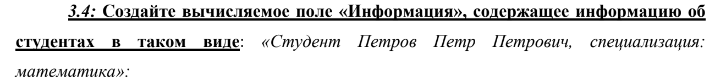 3.4: Создайте вычисляемое поле «Информация», содержащее информацию об
студентах в таком виде: «Студент Петров Петр Петрович, специализация:
математика»: